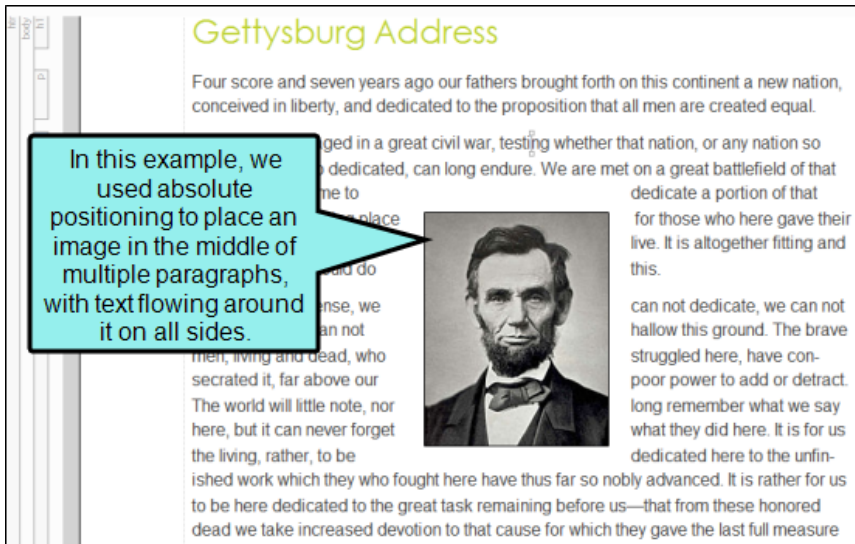 htr
body
h1
p
Gettysburg Address
Four score and seven years ago our fathers brought forth on this continent a new nation,
conceived in liberty, and dedicated to the proposition that all men are created equal.
aged in a great civil war, testing whether that nation, or any nation so
dedicated, can long endure. We are met on a great battlefield of that
me to dedicate a portion of that
place for those who here gave their
live. It is altogether fitting and
uld do this.
In this example, we
used absolute
positioning to place an
image in the middle of
multiple paragraphs,
with text flowing around
it on all sides.
ense, we can not dedicate, we can not
an not hallow this ground. The brave
men, living and dead, who struggled here, have con-
secrated it, far above our poor power to add or detract.
The world will little note, nor long remember what we say
here, but it can never forget what they did here. It is for us
the living, rather, to be dedicated here to the unfin-
ished work which they who fought here have thus far so nobly advanced. It is rather for us
to be here dedicated to the great task remaining before us—that from these honored
dead we take increased devotion to that cause for which they gave the last full measure